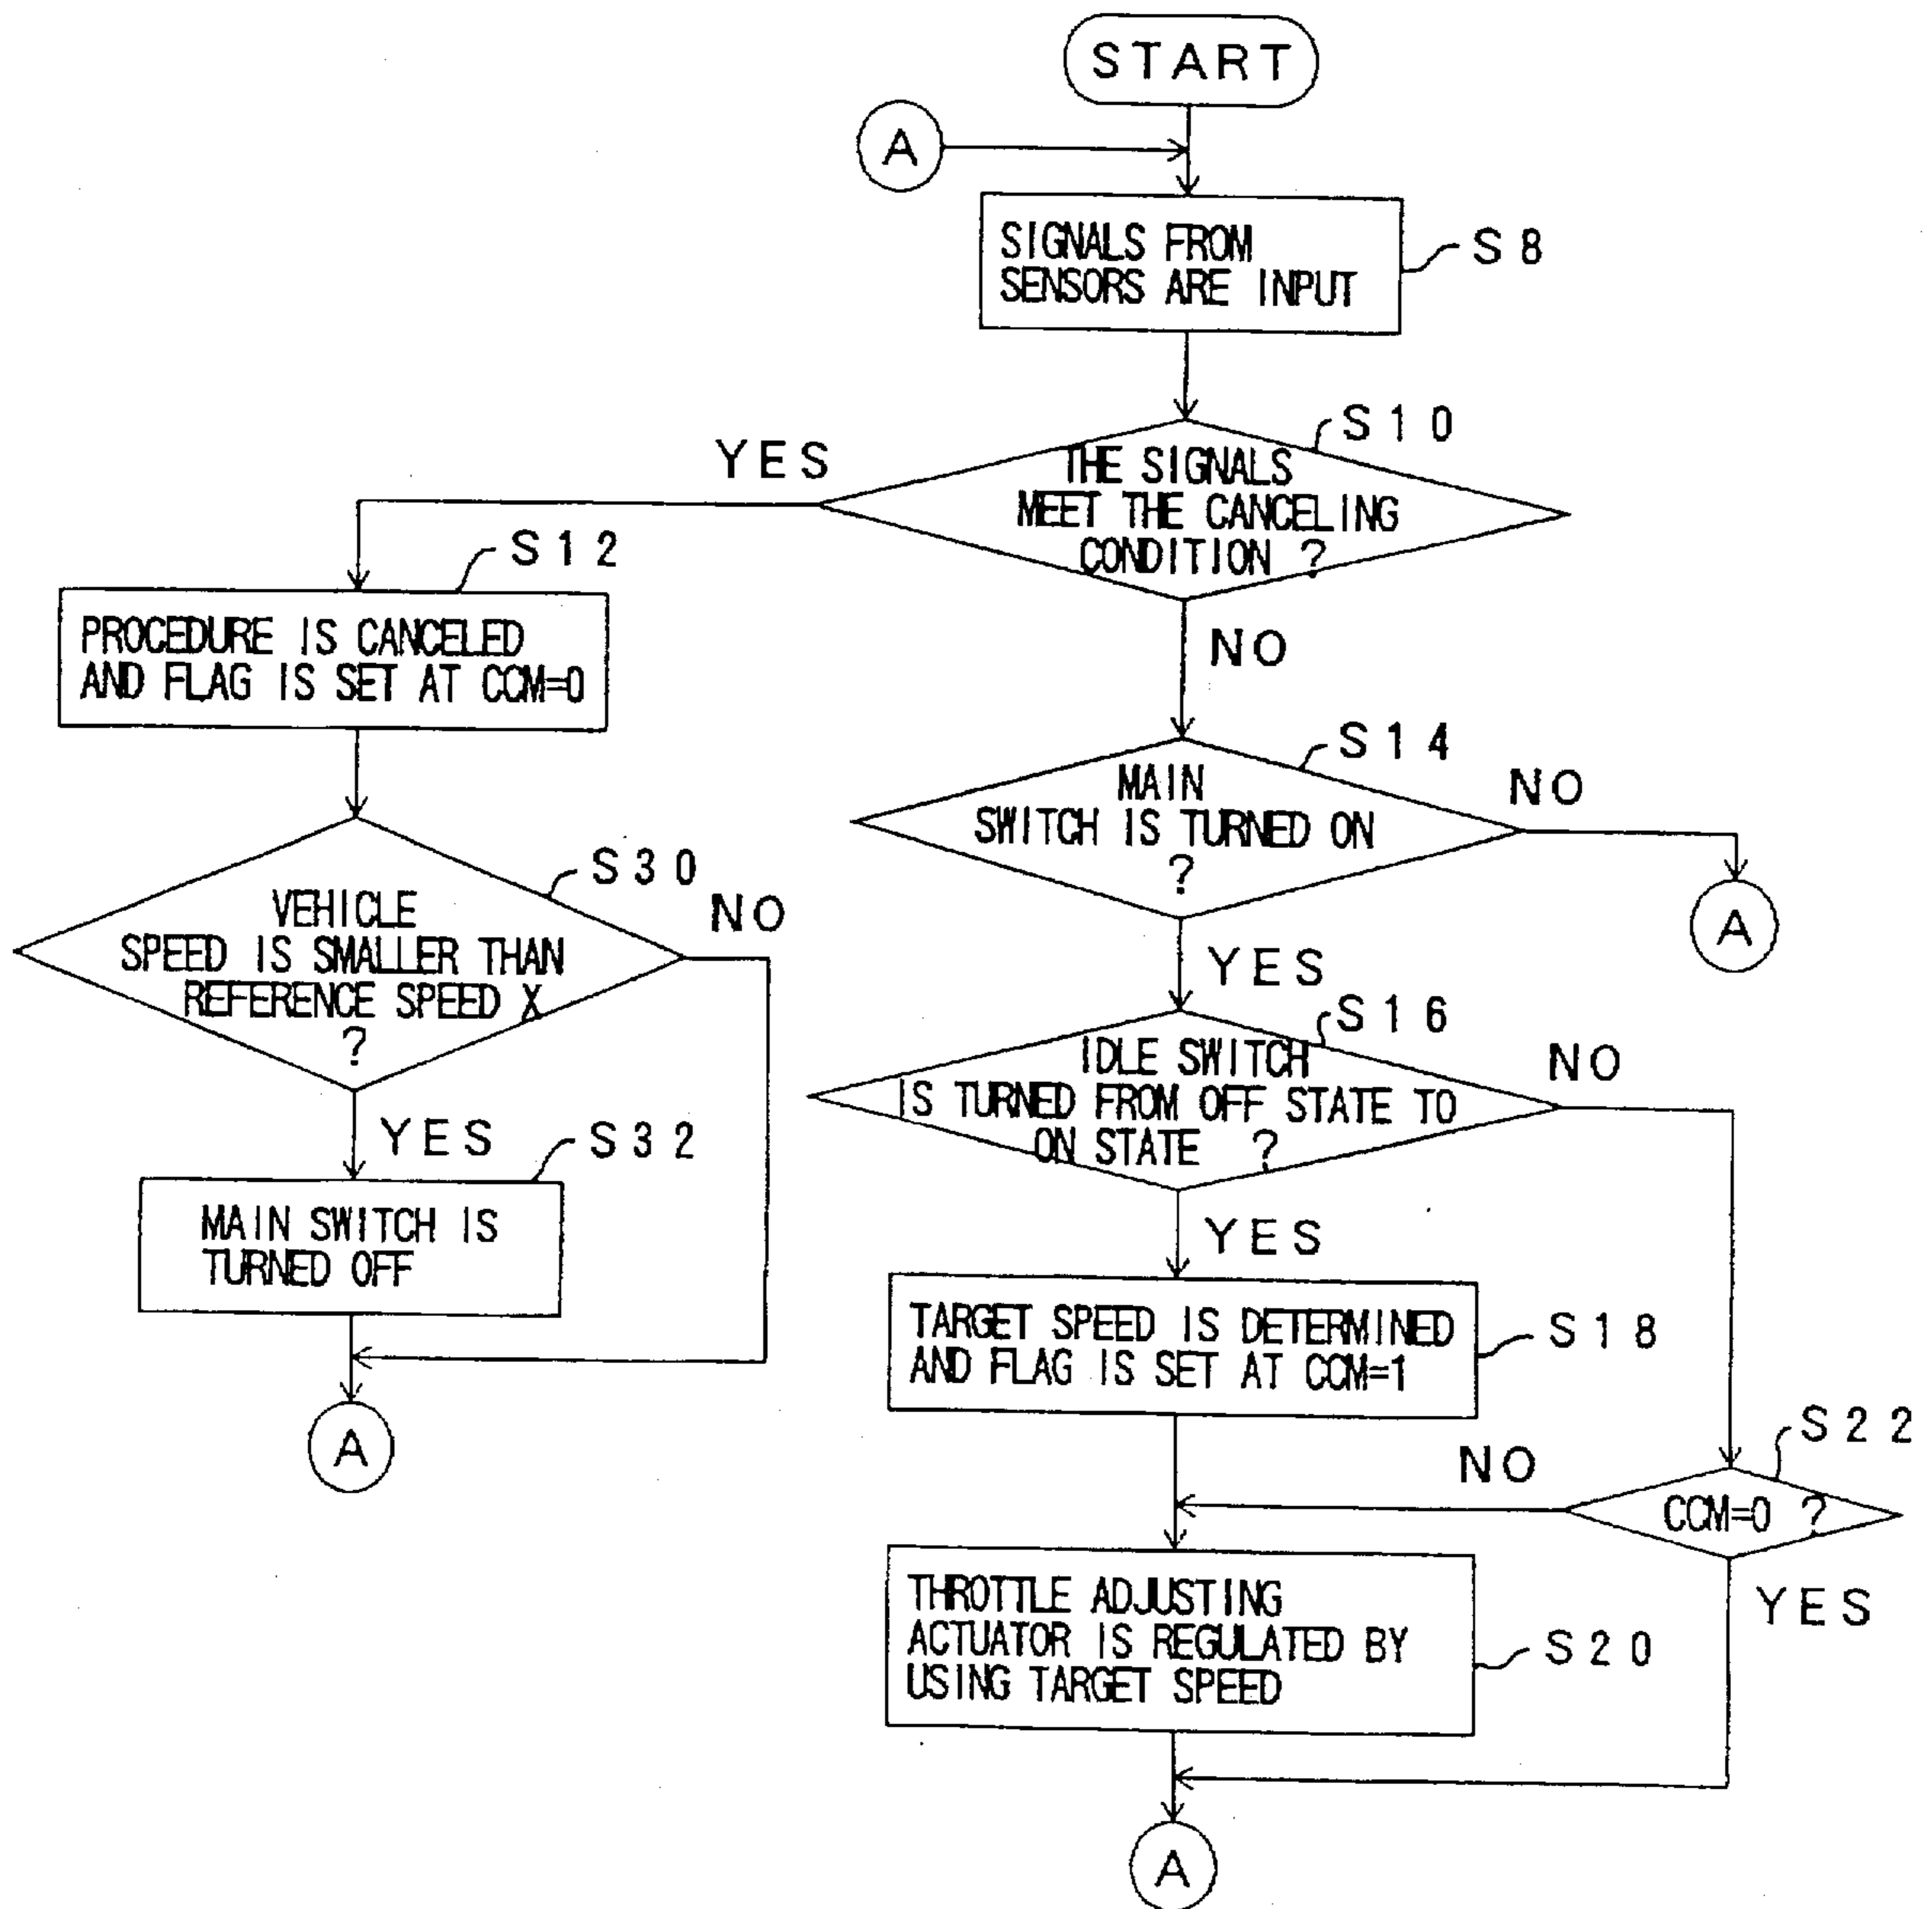 START
A
SIGNALS FROM
SENSORS ARE INPUT
S8
S10
YES
THE SIGNALS
MEET THE CANCELING
CONDITION ?
NO
S12
PROCEDURE IS CANCELED
AND FLAG IS SET AT CCM=0
S14
MAIN
SWITCH IS TURNED ON
?
NO
A
YES
S30
VEHICLE
SPEED IS SMALLER THAN
REFERENCE SPEED X
?
NO
YES
S32
MAIN SWITCH IS
TURNED OFF
A
S16
IDLE SWITCH
IS TURNED FROM OFF STATE TO
ON STATE ?
NO
YES
TARGET SPEED IS DETERMINED
AND FLAG IS SET AT CCM=1
S18
S22
NO
CCM=0 ?
YES
THROTTLE ADJUSTING
ACTUATOR IS REGULATED BY
USING TARGET SPEED
S20
A